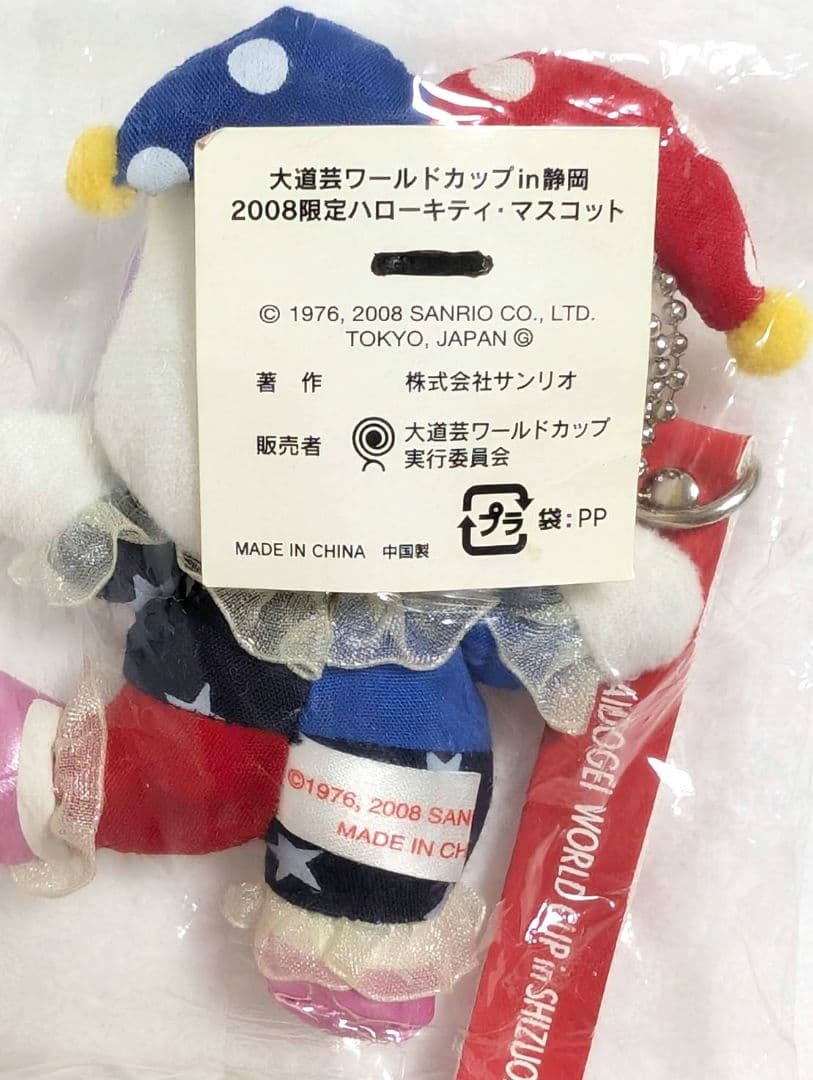 大道芸ワールドカップin静岡
2008限定ハローキティ・マスコット
© 1976, 2008 SANRIO CO., LTD.
TOKYO, JAPAN Ⓖ
著 作 株式会社サンリオ
販売者 大道芸ワールドカップ
実行委員会
プラ 袋:PP
MADE IN CHINA 中国製
©1976, 2008 SAN
MADE IN CH
AIDOGEI WORLD CUP in SHIZUO